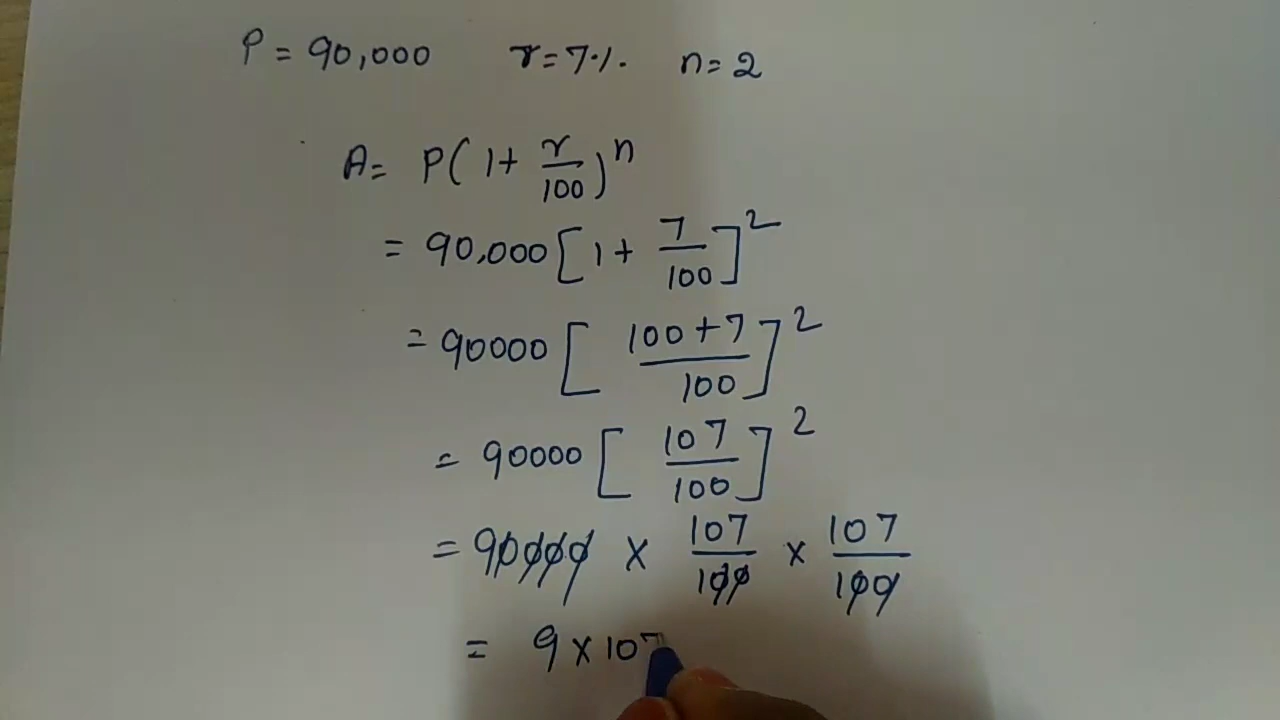 P = 90,000 r = 7% n = 2
A = P(1 + r/100)^n
= 90,000[1 + 7/100]^2
= 90000[100+7/100]^2
= 90000[107/100]^2
= 90000 × 107/100 × 107/100
= 9 × 107